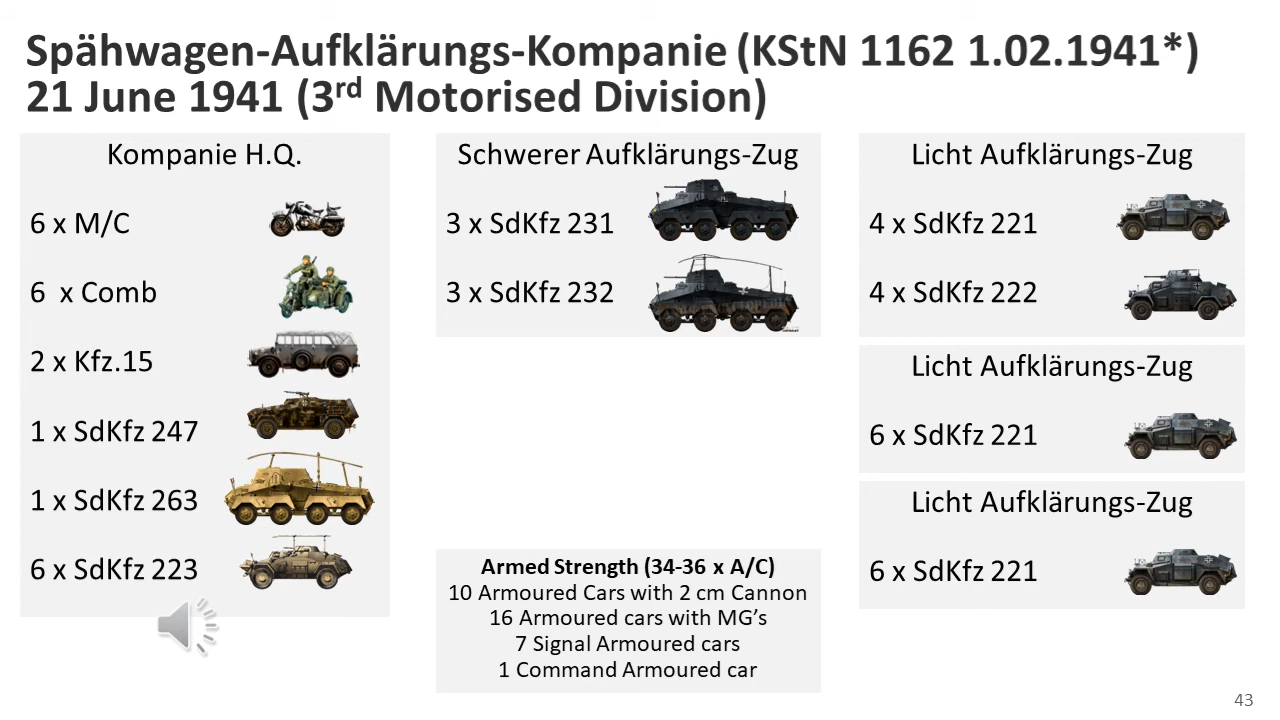 Spähwagen-Aufklärungs-Kompanie (KStN 1162 1.02.1941*)
21 June 1941 (3rd Motorised Division)
Kompanie H.Q.
6 x M/C
6  x Comb
2 x Kfz.15
1 x SdKfz 247
1 x SdKfz 263
6 x SdKfz 223
Schwerer Aufklärungs-Zug
3 x SdKfz 231
3 x SdKfz 232
Armed Strength (34-36 x A/C)
10 Armoured Cars with 2 cm Cannon
16 Armoured cars with MG’s
7 Signal Armoured cars
1 Command Armoured car
Licht Aufklärungs-Zug
4 x SdKfz 221
4 x SdKfz 222
Licht Aufklärungs-Zug
6 x SdKfz 221
Licht Aufklärungs-Zug
6 x SdKfz 221
43